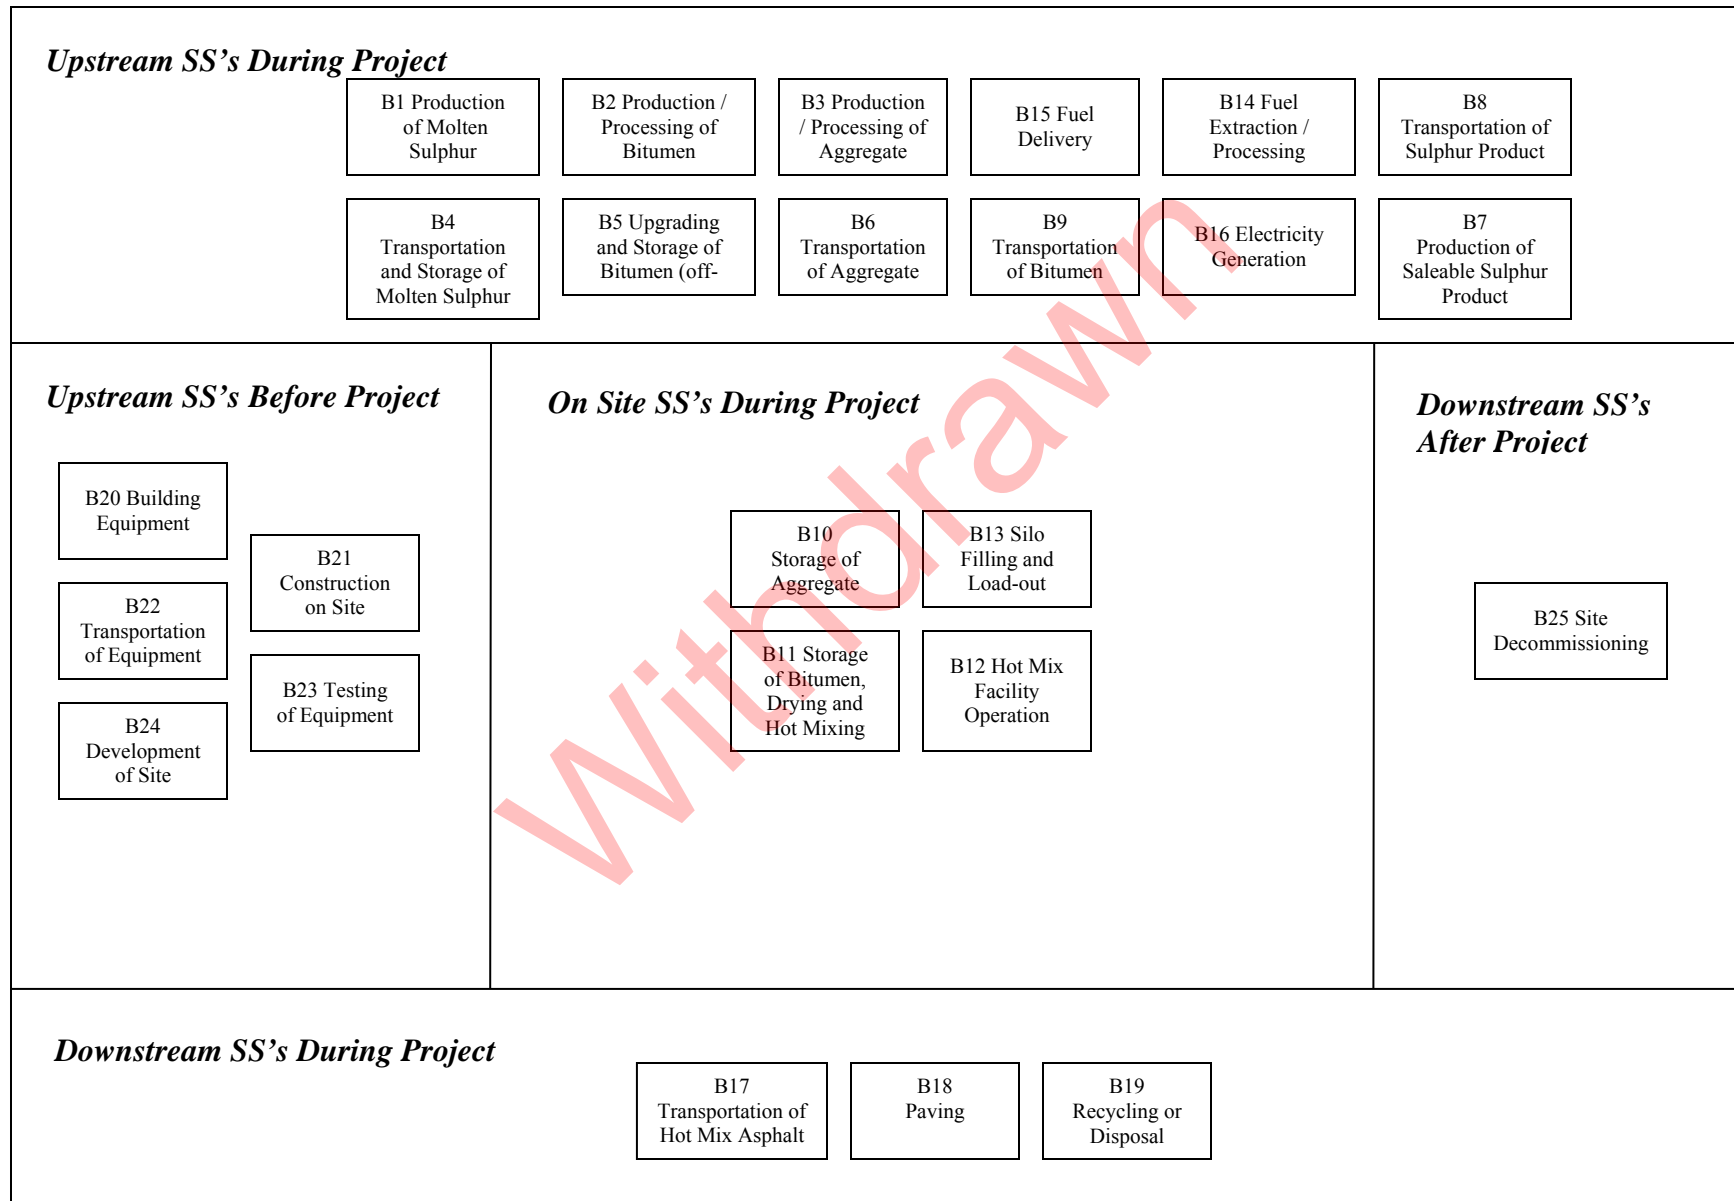 Upstream SS's During Project
B1 Production
of Molten
Sulphur
B2 Production /
Processing of
Bitumen
B3 Production
/ Processing of
Aggregate
B15 Fuel
Delivery
B14 Fuel
Extraction /
Processing
B8
Transportation of
Sulphur Product
B4
Transportation
and Storage of
Molten Sulphur
B5 Upgrading
and Storage of
Bitumen (off-
B6
Transportation
of Aggregate
B9
Transportation
of Bitumen
B16 Electricity
Generation
B7
Production of
Saleable Sulphur
Product
Upstream SS's Before Project
B20 Building
Equipment
B21
Construction
on Site
B22
Transportation
of Equipment
B23 Testing
of Equipment
B24
Development
of Site
On Site SS's During Project
B10
Storage of
Aggregate
B13 Silo
Filling and
Load-out
B11 Storage
of Bitumen,
Drying and
Hot Mixing
B12 Hot Mix
Facility
Operation
Downstream SS's
After Project
B25 Site
Decommissioning
Downstream SS's During Project
B17
Transportation of
Hot Mix Asphalt
B18
Paving
B19
Recycling or
Disposal
Withdrawn